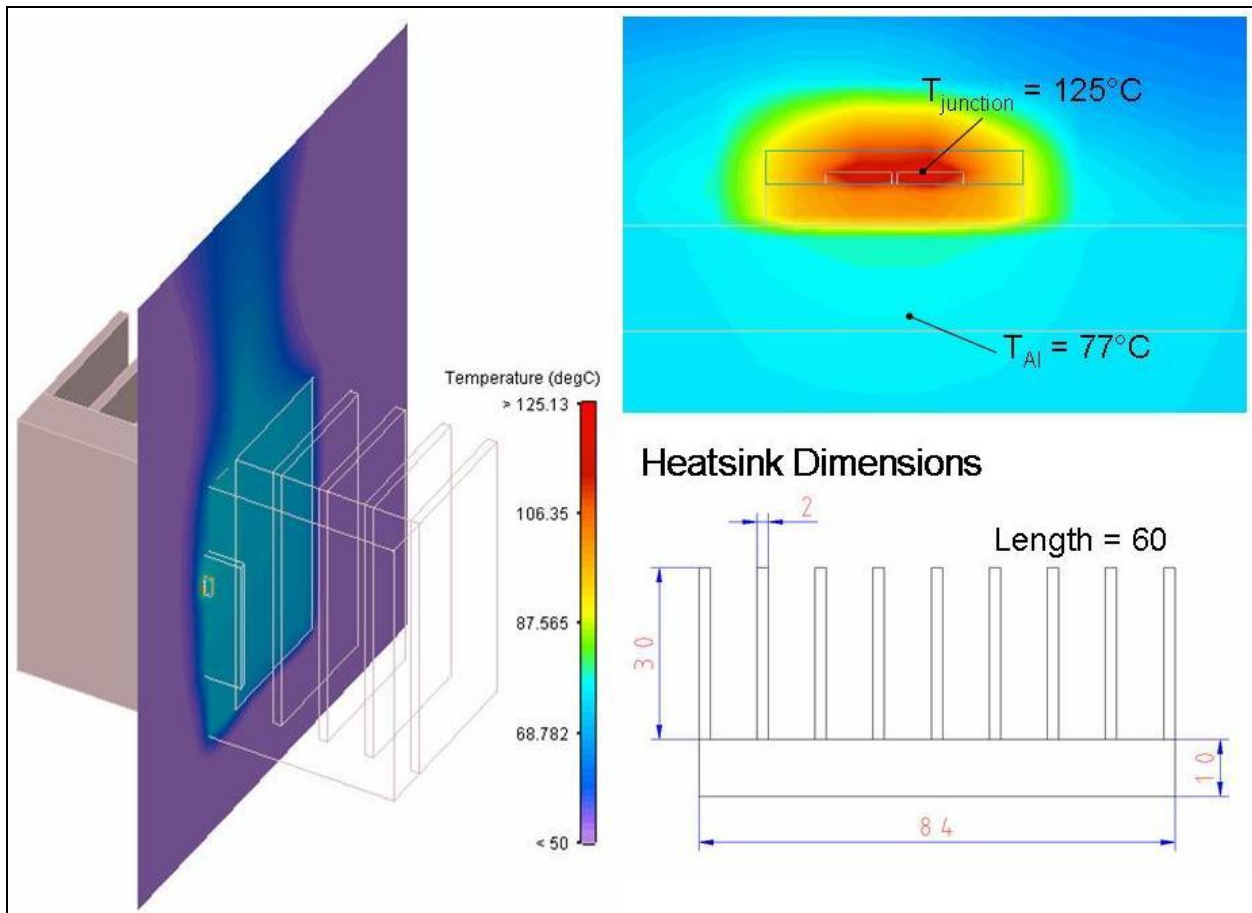 Temperature (degC)
> 125.13
106.35
87.565
68.782
< 50
Tjunction = 125°C
TAl = 77°C
Heatsink Dimensions
2
Length = 60
30
10
84